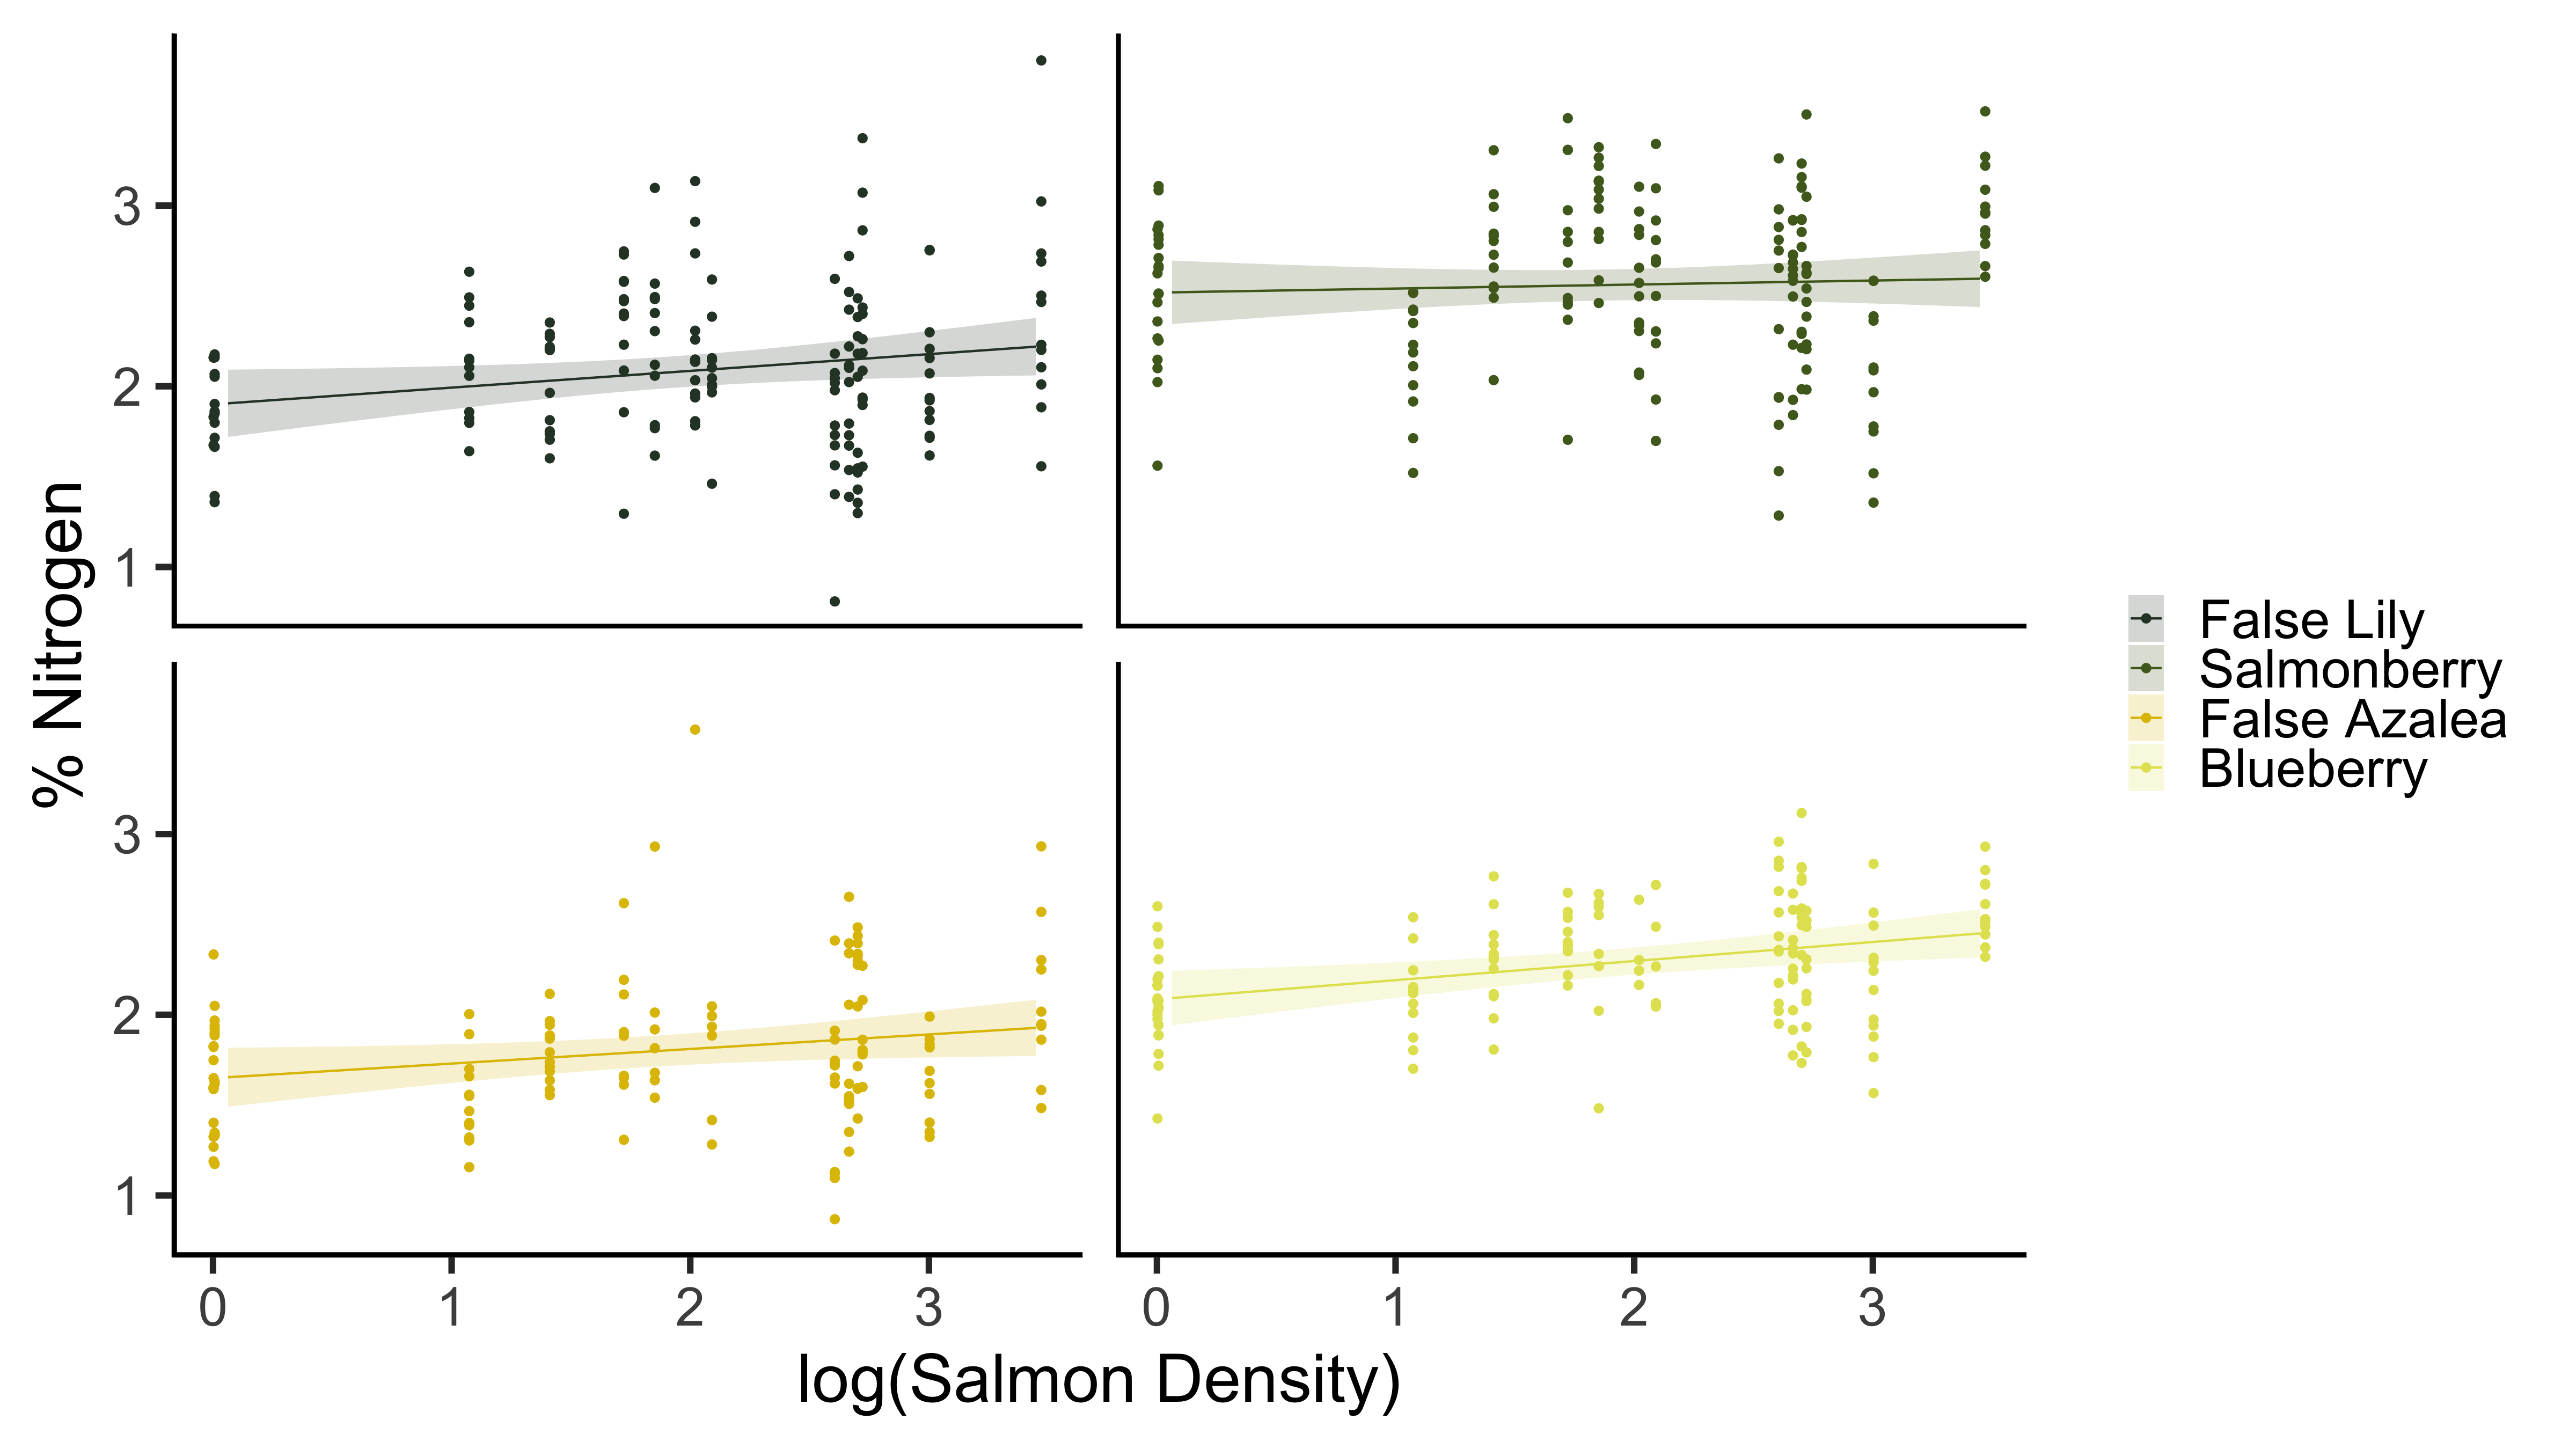 % Nitrogen
3
2
1
3
2
1
0 1 2 3
0 1 2 3
log(Salmon Density)
False Lily
Salmonberry
False Azalea
Blueberry